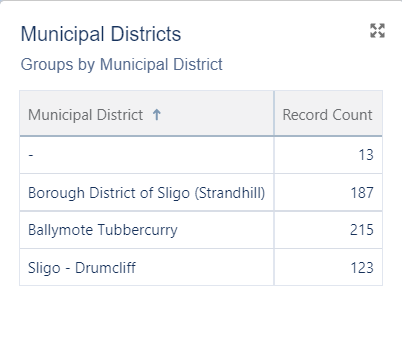 Municipal Districts
Groups by Municipal District
Municipal District ↑ Record Count
- 13
Borough District of Sligo (Strandhill) 187
Ballymote Tubbercurry 215
Sligo - Drumcliff 123